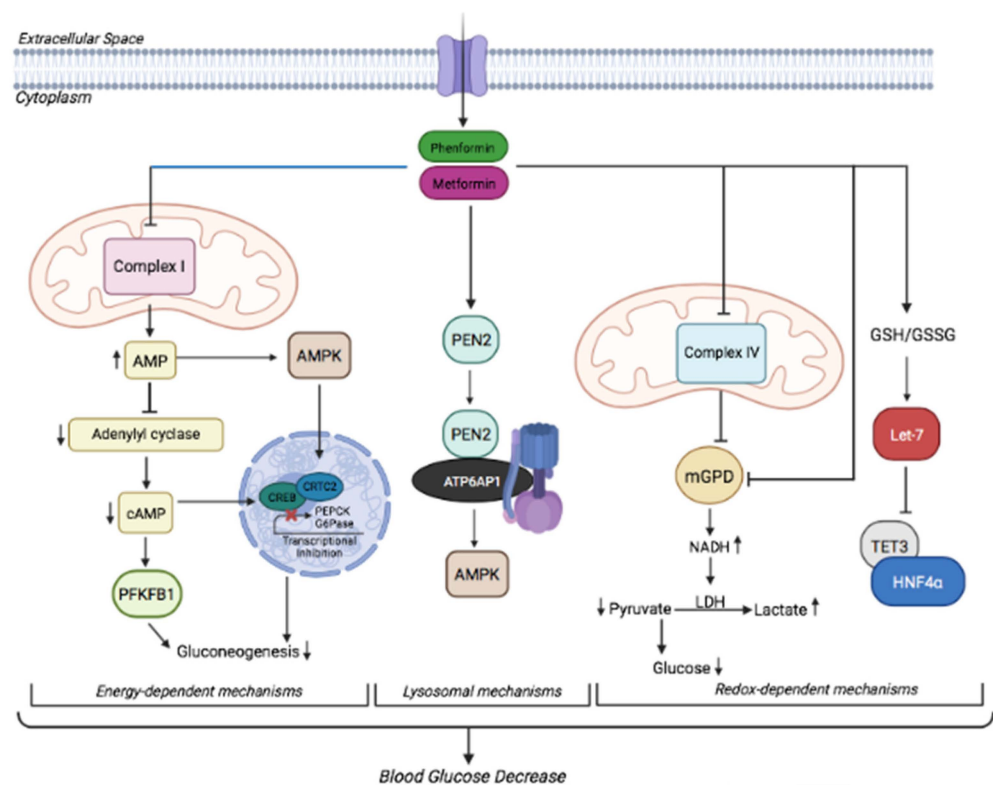 Extracellular Space
Cytoplasm
Phenformin
Metformin
Complex I
AMP
AMPK
Adenylyl cyclase
cAMP
CREB
CRTC2
PEPCK
G6Pase
Transcriptional
Inhibition
PFKFB1
Gluconeogenesis
PEN2
PEN2
ATP6AP1
AMPK
Complex IV
mGPD
NADH
Pyruvate
LDH
Lactate
Glucose
GSH/GSSG
Let-7
TET3
HNF4α
Energy-dependent mechanisms
Lysosomal mechanisms
Redox-dependent mechanisms
Blood Glucose Decrease